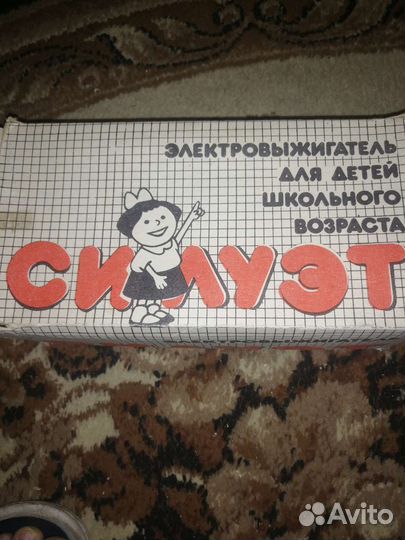 ЭЛЕКТРОВЫЖИГАТЕЛЬ
ДЛЯ ДЕТЕЙ
ШКОЛЬНОГО
ВОЗРАСТА
СИЛУЭТ
Avito